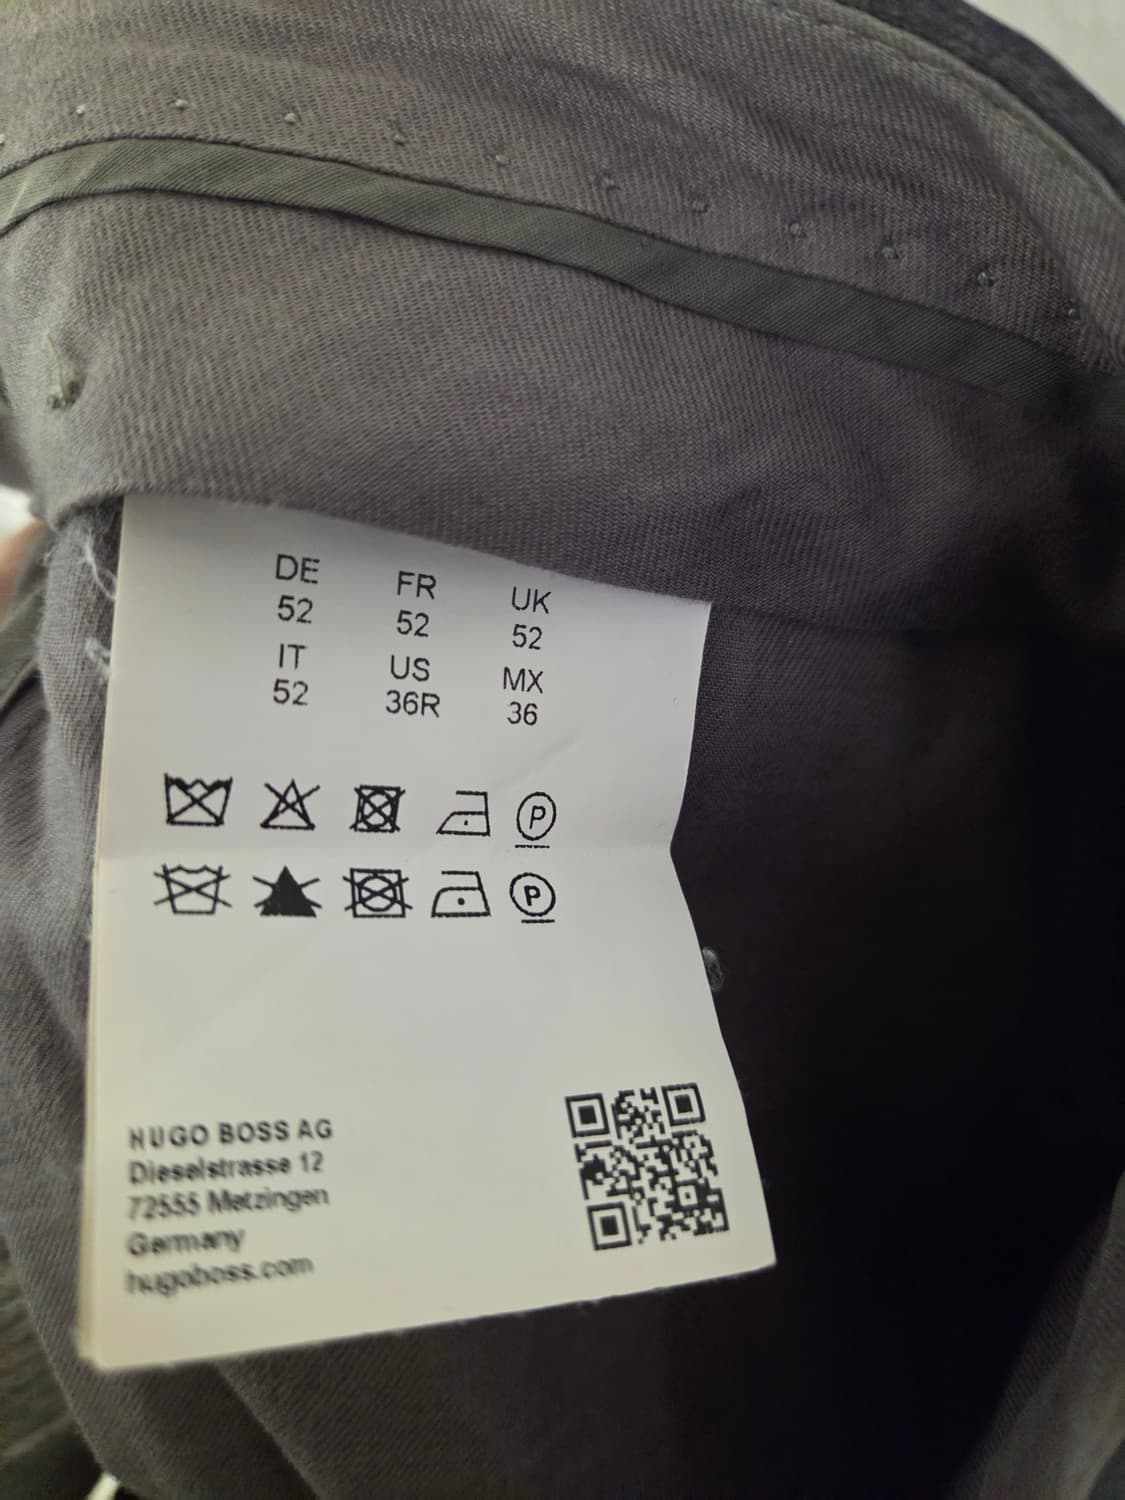 DE FR UK
52 52 52
IT US MX
52 36R 36
P
P
HUGO BOSS AG
Dieselstrasse 12
72555 Metzingen
Germany
hugoboss.com